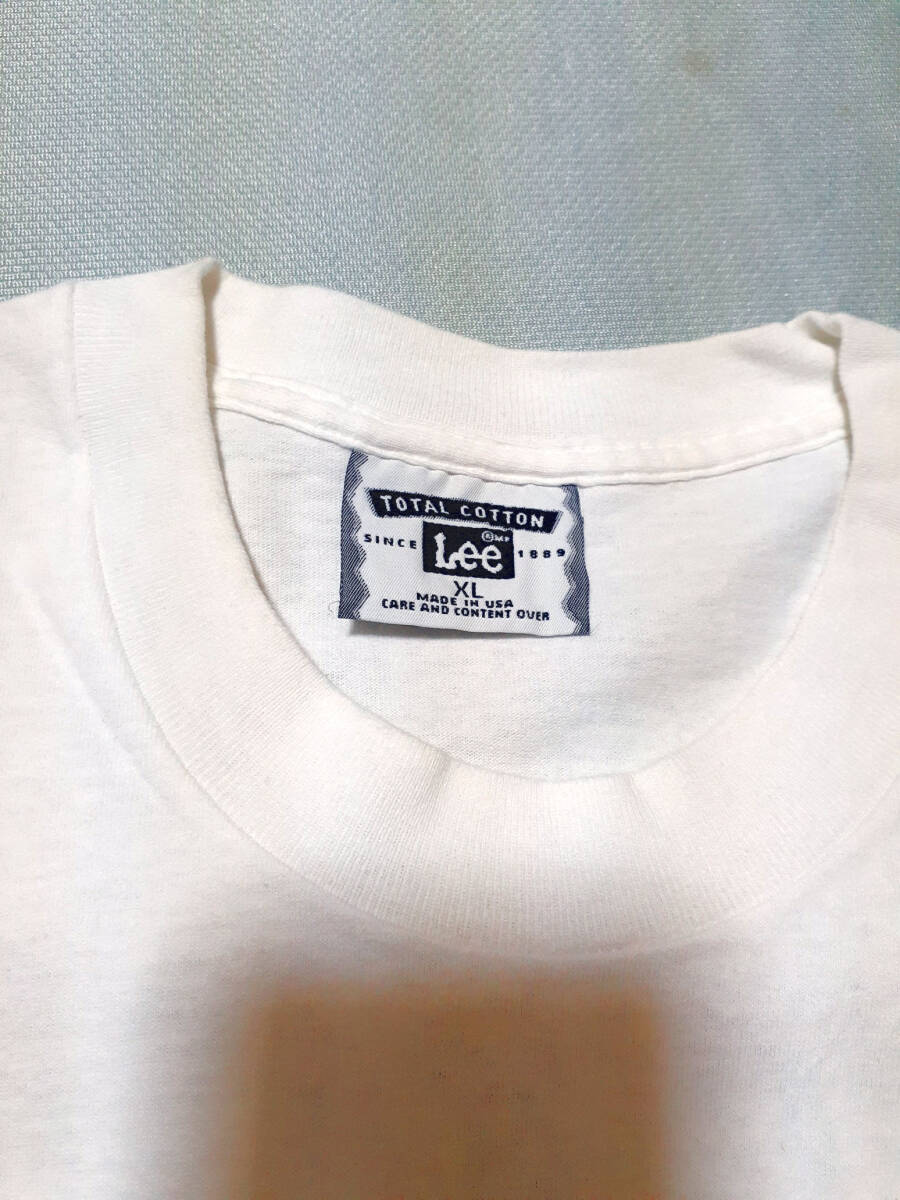 TOTAL COTTON
SINCE Lee 1889
XL
MADE IN USA
CARE AND CONTENT OVER